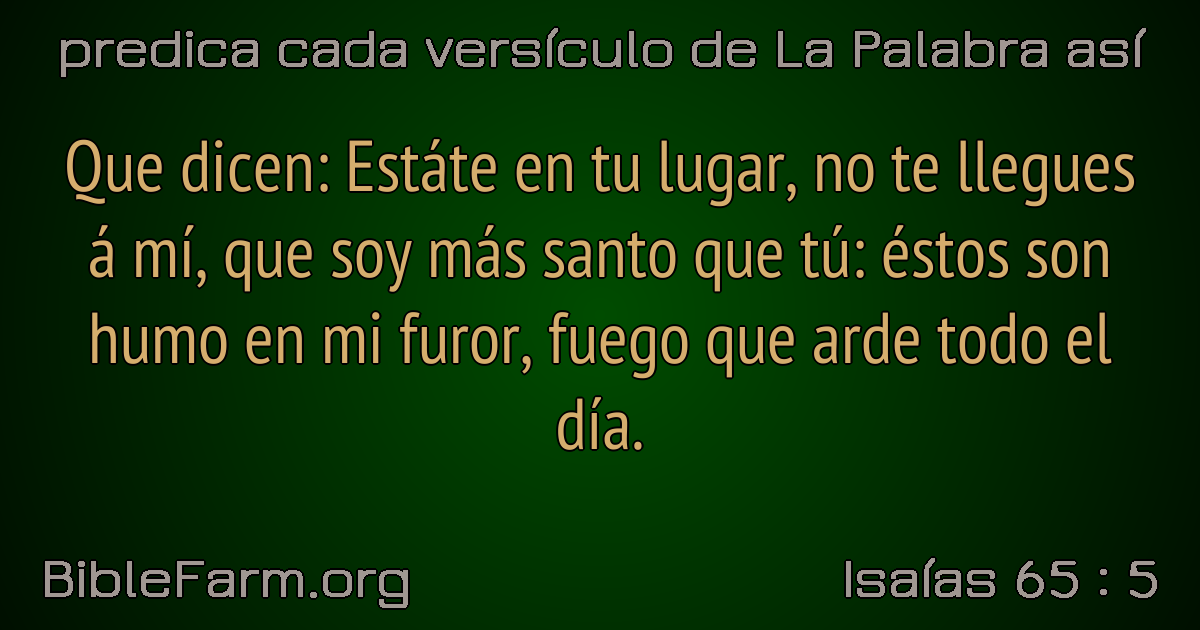 predica cada versículo de La Palabra así
Que dicen: Estáte en tu lugar, no te llegues
á mí, que soy más santo que tú: éstos son
humo en mi furor, fuego que arde todo el
día.
BibleFarm.org
Isaías 65 : 5